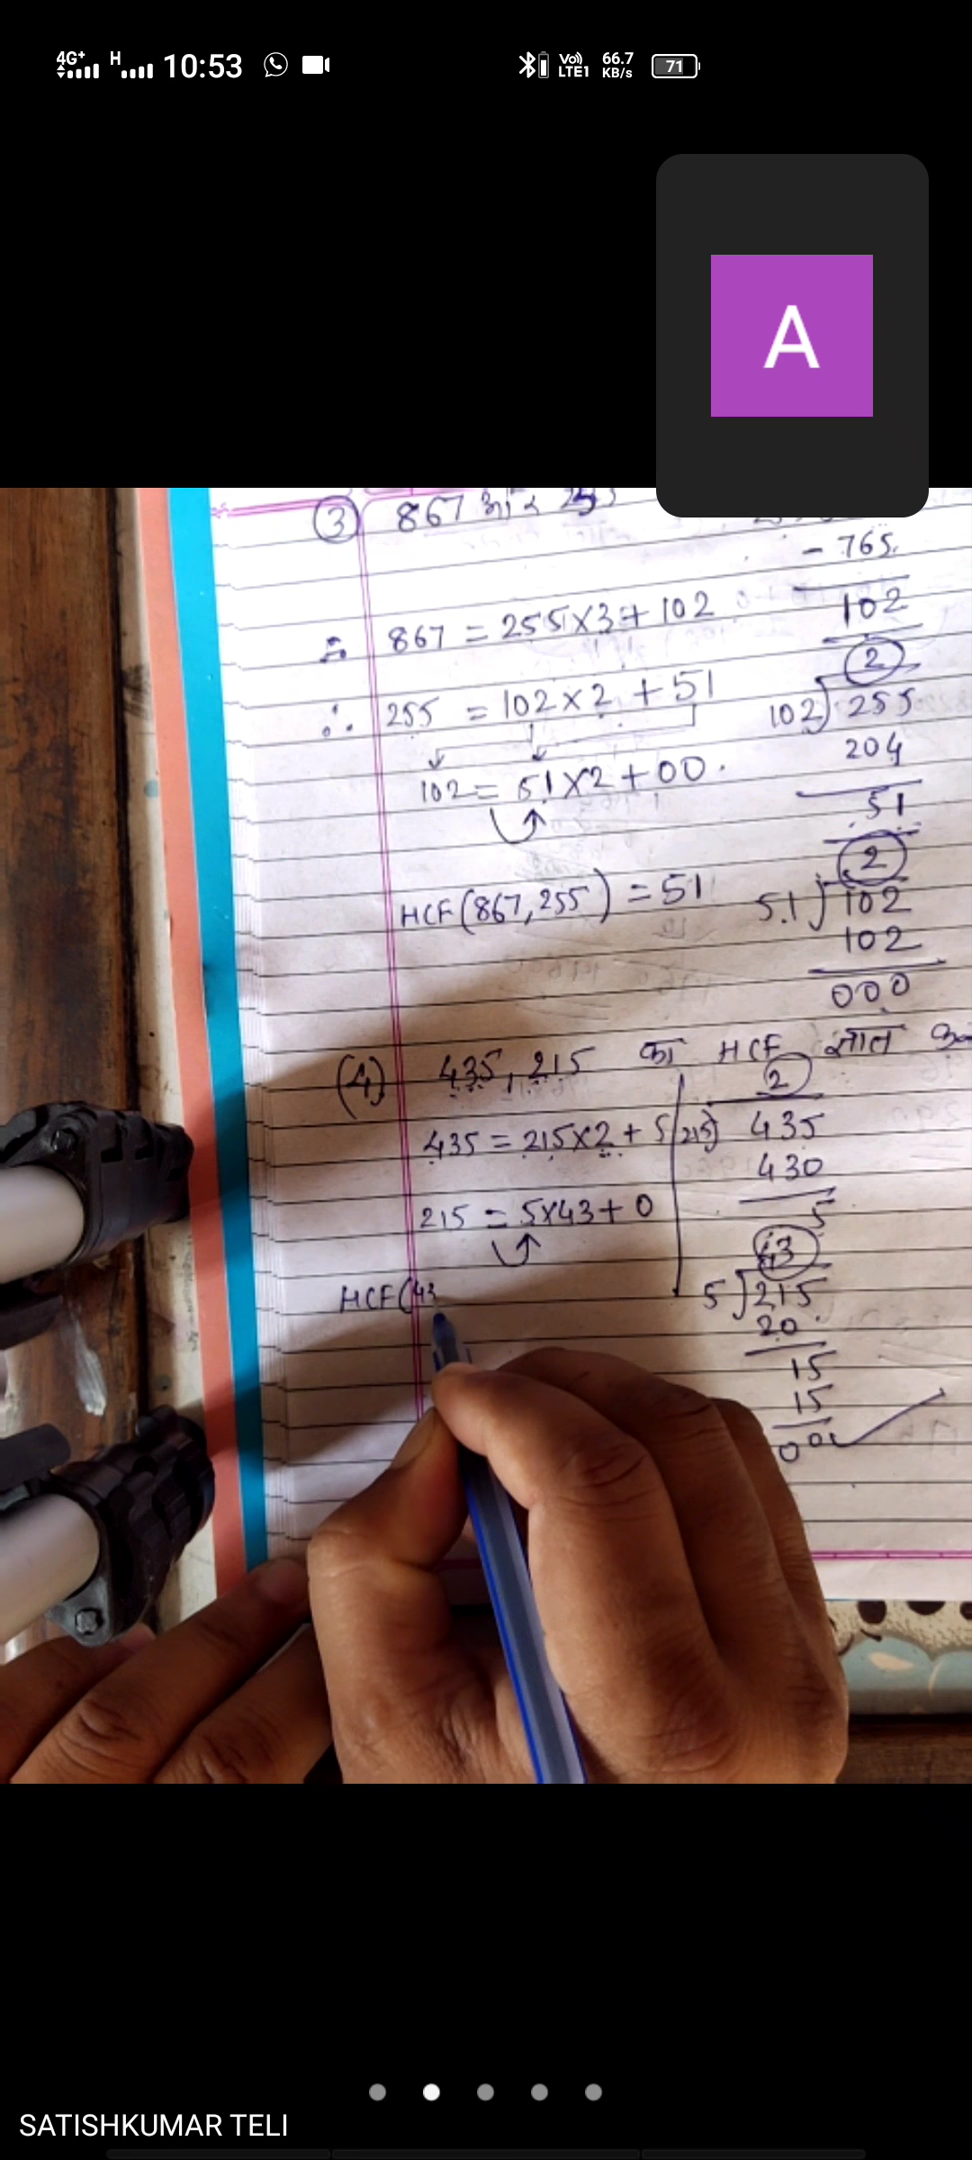 4G+ H 10:53 Vo) LTE1 66.7 KB/s 71
A
③ 867 और 255
- 765
∴ 867 = 255×3+102
102
2
∴ 255 = 102×2 + 51
102) 255
204
102 = 51×2+00.
51
2
HCF(867,255) = 51
51) 102
102
000
(4) 435, 215 का HCF ज्ञात
2
435 = 215×2 + 5
215) 435
430
5
215 = 5×43+0
43
HCF(43
5) 215
20
15
15
00
SATISHKUMAR TELI